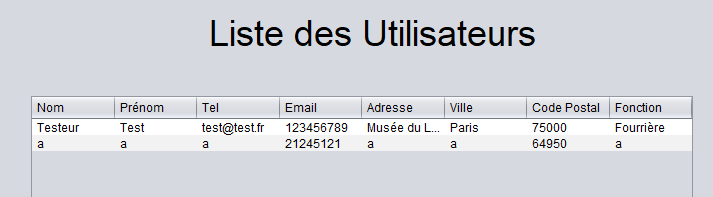 Liste des Utilisateurs
Nom Prénom Tel Email Adresse Ville Code Postal Fonction
Testeur Test test@test.fr 123456789 Musée du L... Paris 75000 Fourrière
a a a 21245121 a a 64950 a